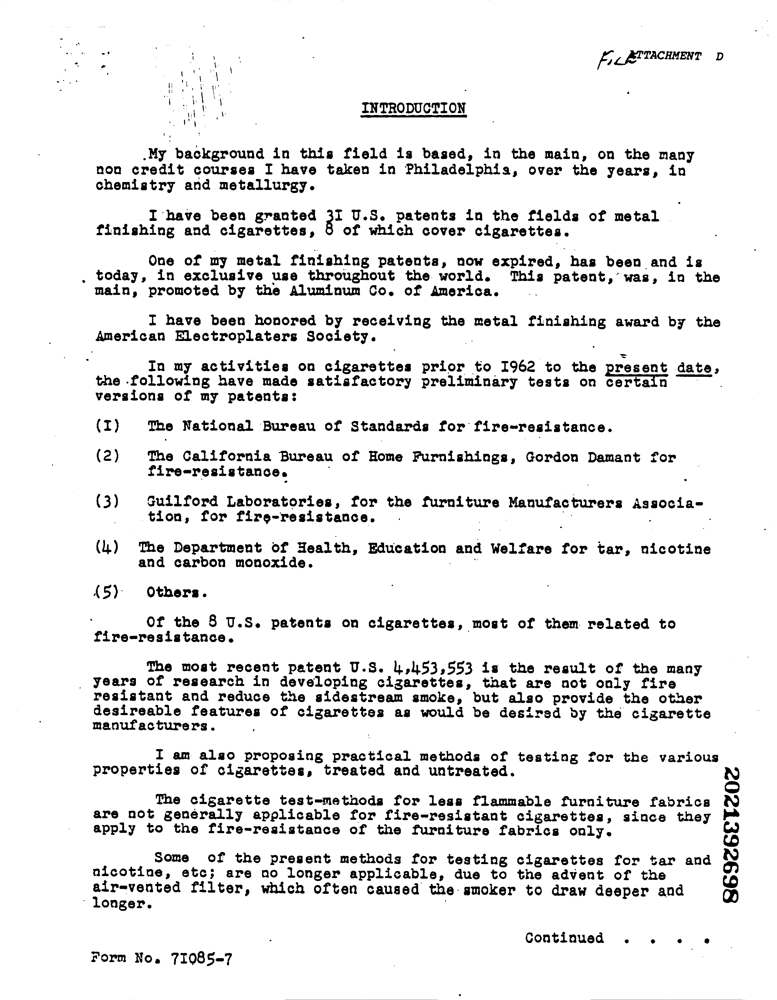 FILE ATTACHMENT D
INTRODUCTION
My background in this field is based, in the main, on the many
non credit courses I have taken in Philadelphia, over the years, in
chemistry and metallurgy.
I have been granted 3I U.S. patents in the fields of metal
finishing and cigarettes, 8 of which cover cigarettes.
One of my metal finishing patents, now expired, has been and is
today, in exclusive use throughout the world. This patent, was, in the
main, promoted by the Aluminum Co. of America.
I have been honored by receiving the metal finishing award by the
American Electroplaters Society.
In my activities on cigarettes prior to I962 to the present date,
the following have made satisfactory preliminary tests on certain
versions of my patents:
(I) The National Bureau of Standards for fire-resistance.
(2) The California Bureau of Home Furnishings, Gordon Damant for
fire-resistance.
(3) Guilford Laboratories, for the furniture Manufacturers Associa-
tion, for fire-resistance.
(4) The Department of Health, Education and Welfare for tar, nicotine
and carbon monoxide.
(5) Others.
Of the 8 U.S. patents on cigarettes, most of them related to
fire-resistance.
The most recent patent U.S. 4,453,553 is the result of the many
years of research in developing cigarettes, that are not only fire
resistant and reduce the sidestream smoke, but also provide the other
desireable features of cigarettes as would be desired by the cigarette
manufacturers.
I am also proposing practical methods of testing for the various
properties of cigarettes, treated and untreated.
The cigarette test-methods for less flammable furniture fabrics
are not generally applicable for fire-resistant cigarettes, since they
apply to the fire-resistance of the furniture fabrics only.
Some of the present methods for testing cigarettes for tar and
nicotine, etc; are no longer applicable, due to the advent of the
air-vented filter, which often caused the smoker to draw deeper and
longer.
Continued . . . .
Form No. 7I085-7
2021392698